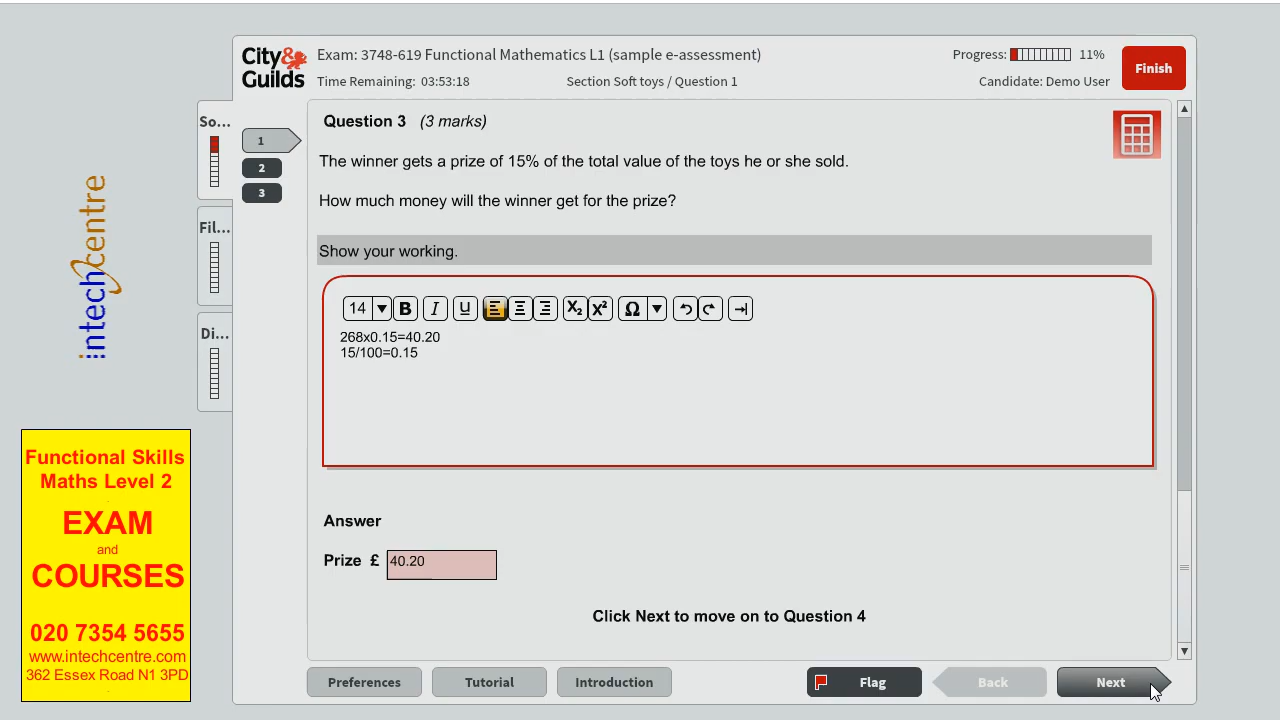 City&
Guilds
Exam: 3748-619 Functional Mathematics L1 (sample e-assessment)
Progress: 11%
Finish
Time Remaining: 03:53:18
Section Soft toys / Question 1
Candidate: Demo User
So...
Fil...
Di...
1
2
3
Question 3 (3 marks)
The winner gets a prize of 15% of the total value of the toys he or she sold.
How much money will the winner get for the prize?
Show your working.
14 B I U X₂ X² Ω
268x0.15=40.20
15/100=0.15
Answer
Prize £ 40.20
Click Next to move on to Question 4
Preferences
Tutorial
Introduction
Flag
Back
Next
intechcentre
Functional Skills
Maths Level 2
EXAM
and
COURSES
020 7354 5655
www.intechcentre.com
362 Essex Road N1 3PD